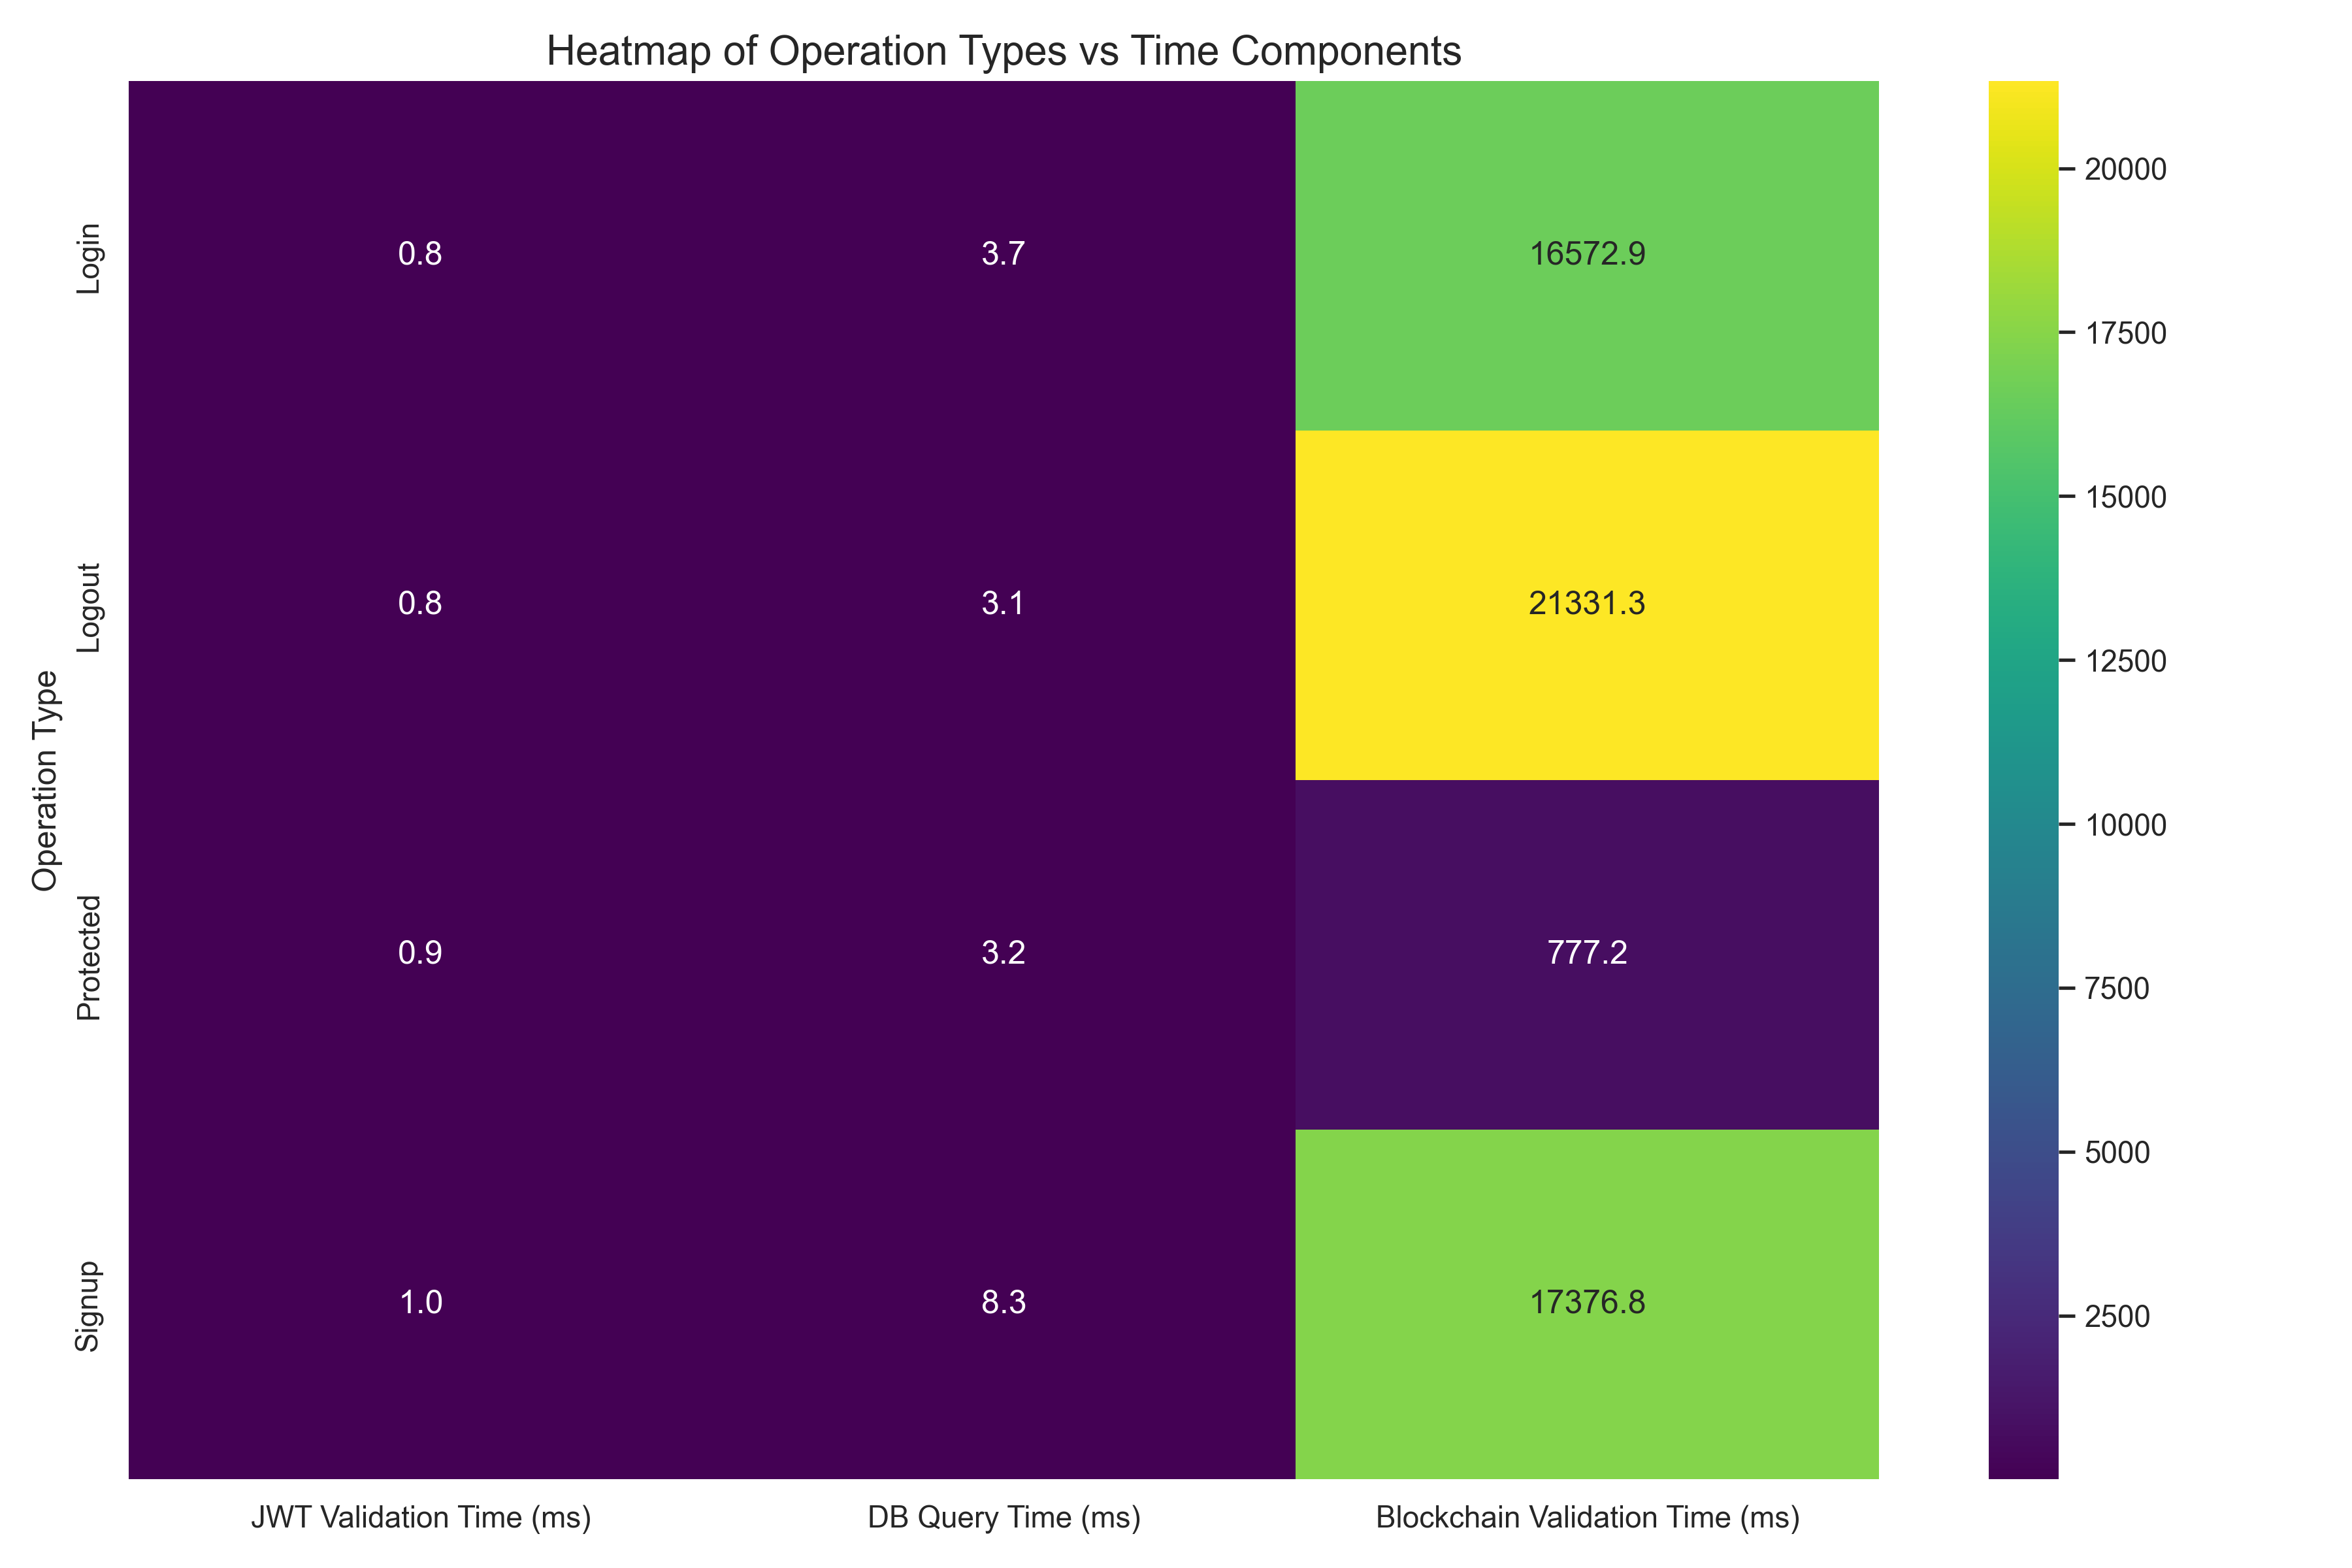 Heatmap of Operation Types vs Time Components
Operation Type
Login
0.8
3.7
16572.9
Logout
0.8
3.1
21331.3
Protected
0.9
3.2
777.2
Signup
1.0
8.3
17376.8
JWT Validation Time (ms)
DB Query Time (ms)
Blockchain Validation Time (ms)
20000
17500
15000
12500
10000
7500
5000
2500